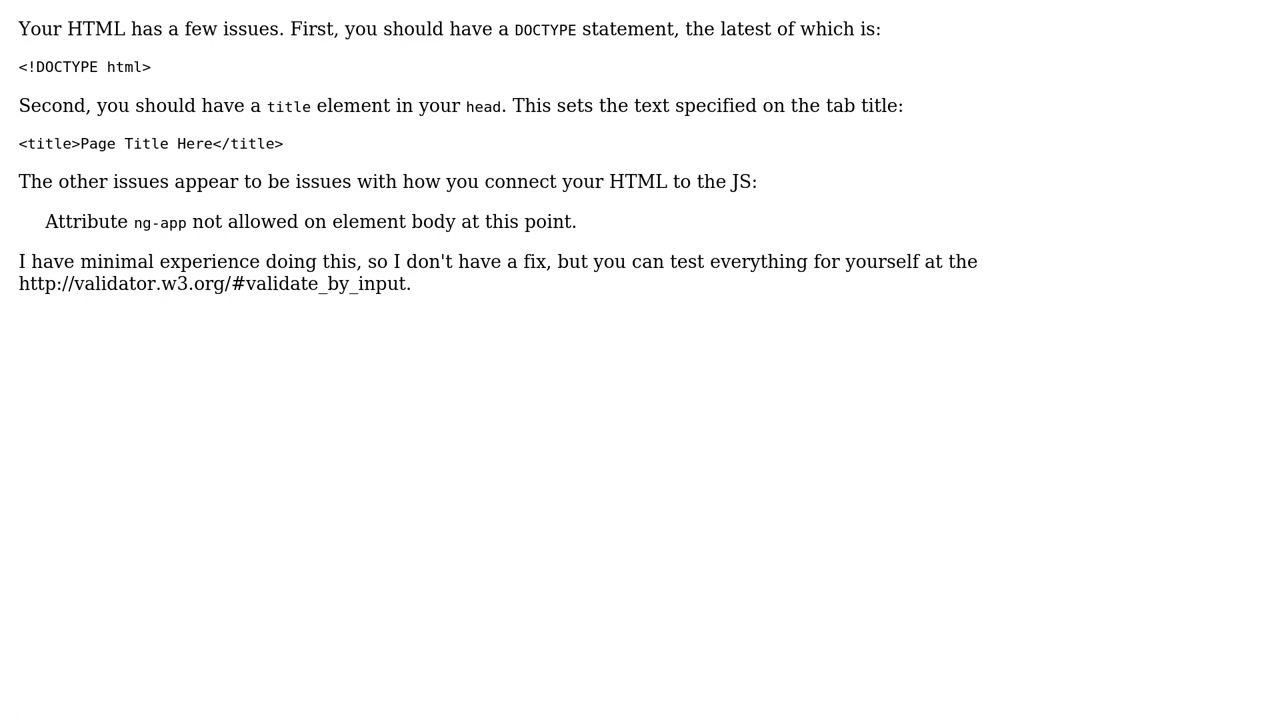 Your HTML has a few issues. First, you should have a DOCTYPE statement, the latest of which is:
<!DOCTYPE html>
Second, you should have a title element in your head. This sets the text specified on the tab title:
<title>Page Title Here</title>
The other issues appear to be issues with how you connect your HTML to the JS:
Attribute ng-app not allowed on element body at this point.
I have minimal experience doing this, so I don't have a fix, but you can test everything for yourself at the
http://validator.w3.org/#validate_by_input.